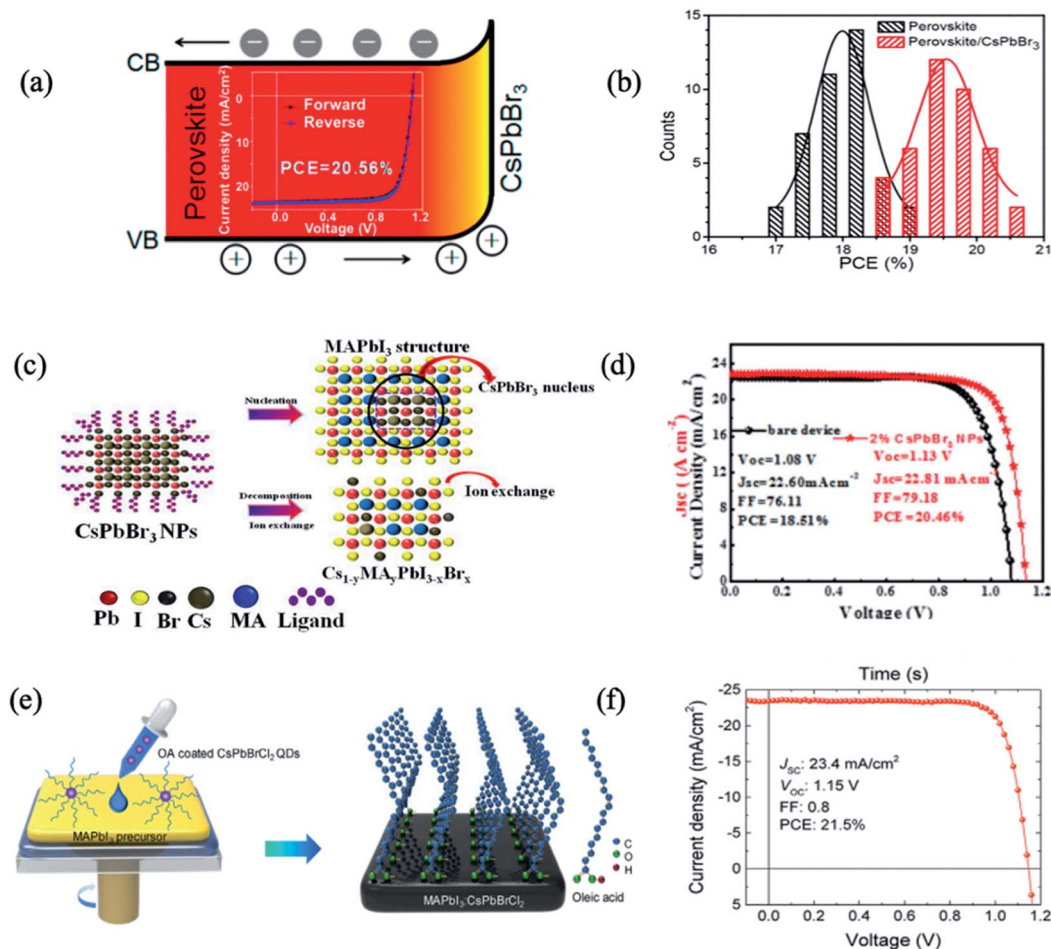 (a)
CB
VB
Perovskite
CsPbBr3
Current density (mA/cm²)
0
10
20
Forward
Reverse
PCE=20.56%
0.0 0.4 0.8 1.2
Voltage (V)
(b)
Perovskite
Perovskite/CsPbBr3
Counts
15
10
5
0
16 17 18 19 20 21
PCE (%)
(c)
MAPbI3 structure
CsPbBr3 nucleus
Nucleation
Decomposition
Ion exchange
Ion exchange
CsPbBr3 NPs
Cs1-yMAyPbI3-xBrx
Pb I Br Cs MA Ligand
(d)
Jsc ( (A cm-2)
Current Density (mA/cm²)
24
20
16
12
8
4
0
bare device
Voc=1.08 V
Jsc=22.60mAcm-2
FF=76.11
PCE=18.51%
2% CsPbBr3 NPs
Voc=1.13 V
Jsc=22.81 mA cm-2
FF=79.18
PCE=20.46%
0.0 0.2 0.4 0.6 0.8 1.0 1.2
Voltage (V)
(e)
OA coated CsPbBrCl2 QDs
MAPbI3 precursor
MAPbI3:CsPbBrCl2
C
O
H
Oleic acid
(f)
Time (s)
Current density (mA/cm²)
-25
-20
-15
-10
-5
0
5
JSC: 23.4 mA/cm²
VOC: 1.15 V
FF: 0.8
PCE: 21.5%
0.0 0.2 0.4 0.6 0.8 1.0 1.2
Voltage (V)